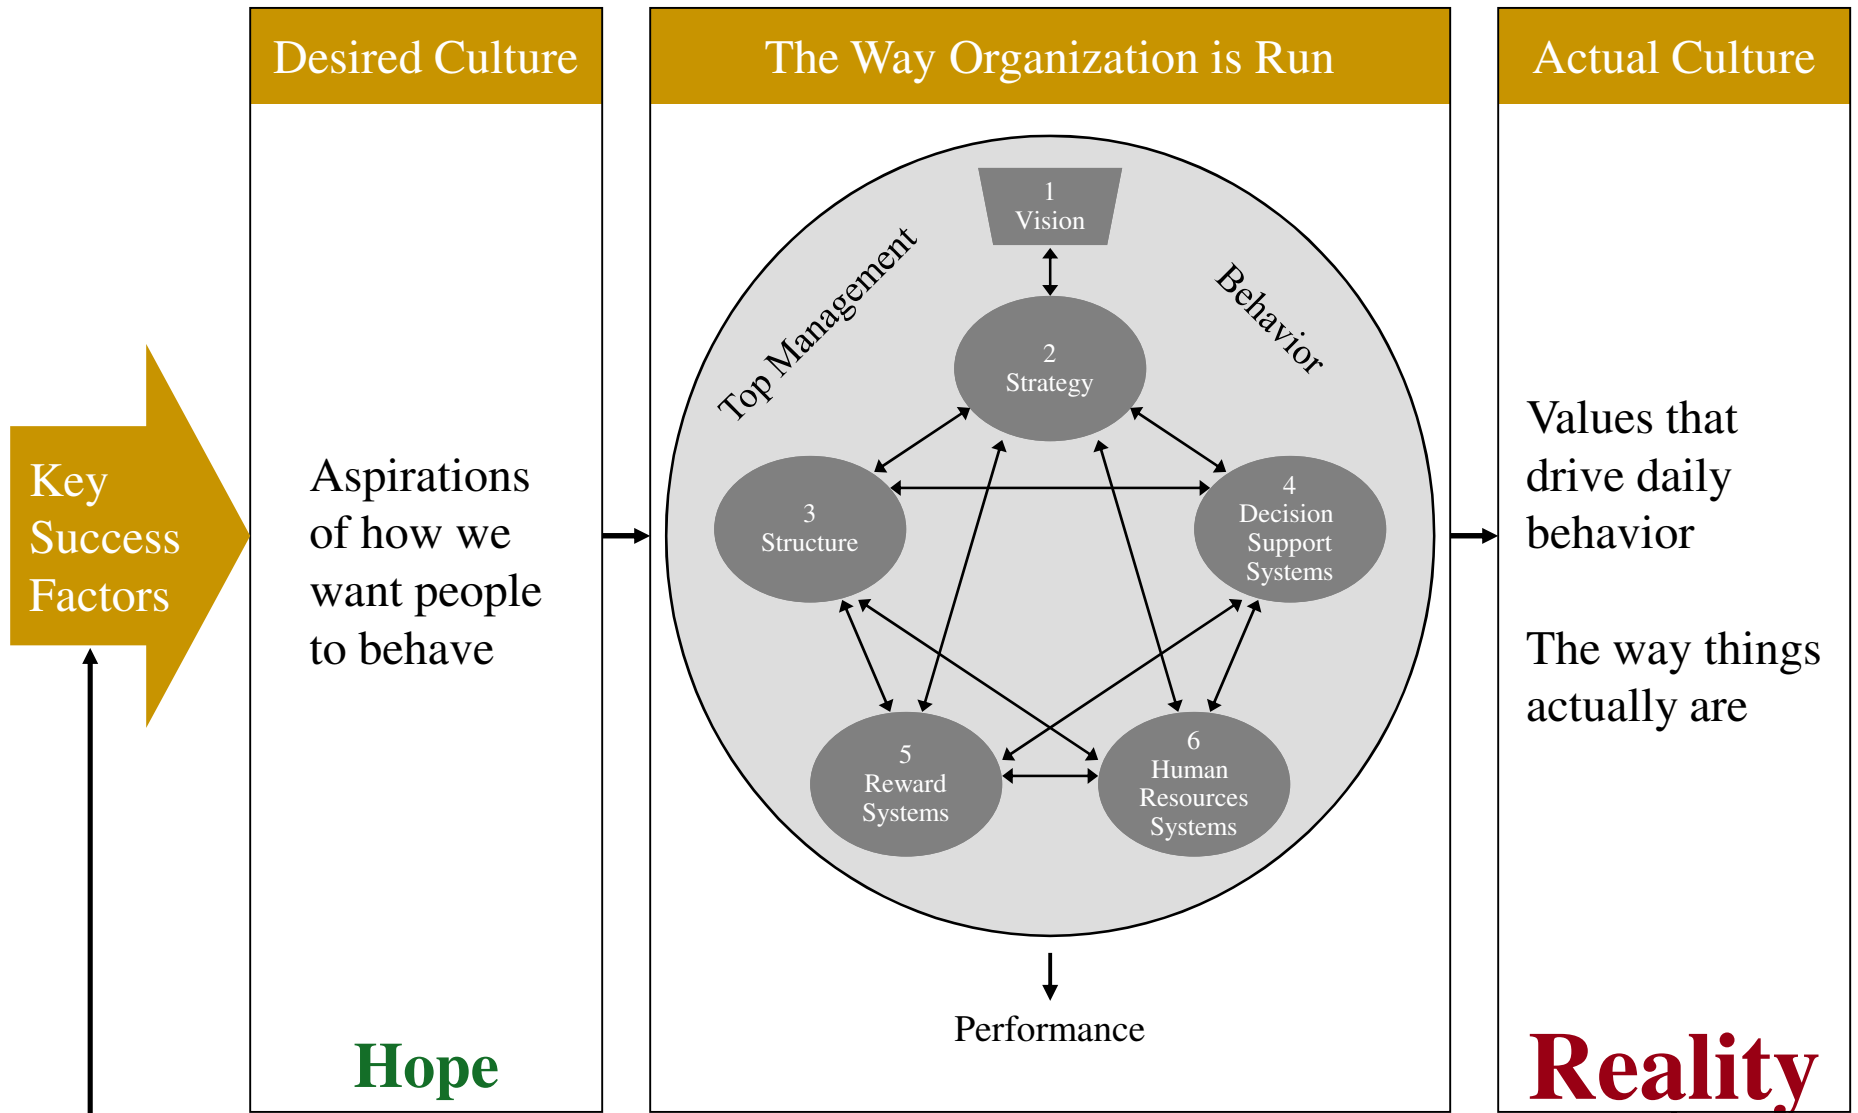 Desired Culture
The Way Organization is Run
Actual Culture
Key
Success
Factors
Aspirations
of how we
want people
to behave
Hope
Top Management
Behavior
1
Vision
2
Strategy
3
Structure
4
Decision
Support
Systems
5
Reward
Systems
6
Human
Resources
Systems
Performance
Values that
drive daily
behavior
The way things
actually are
Reality